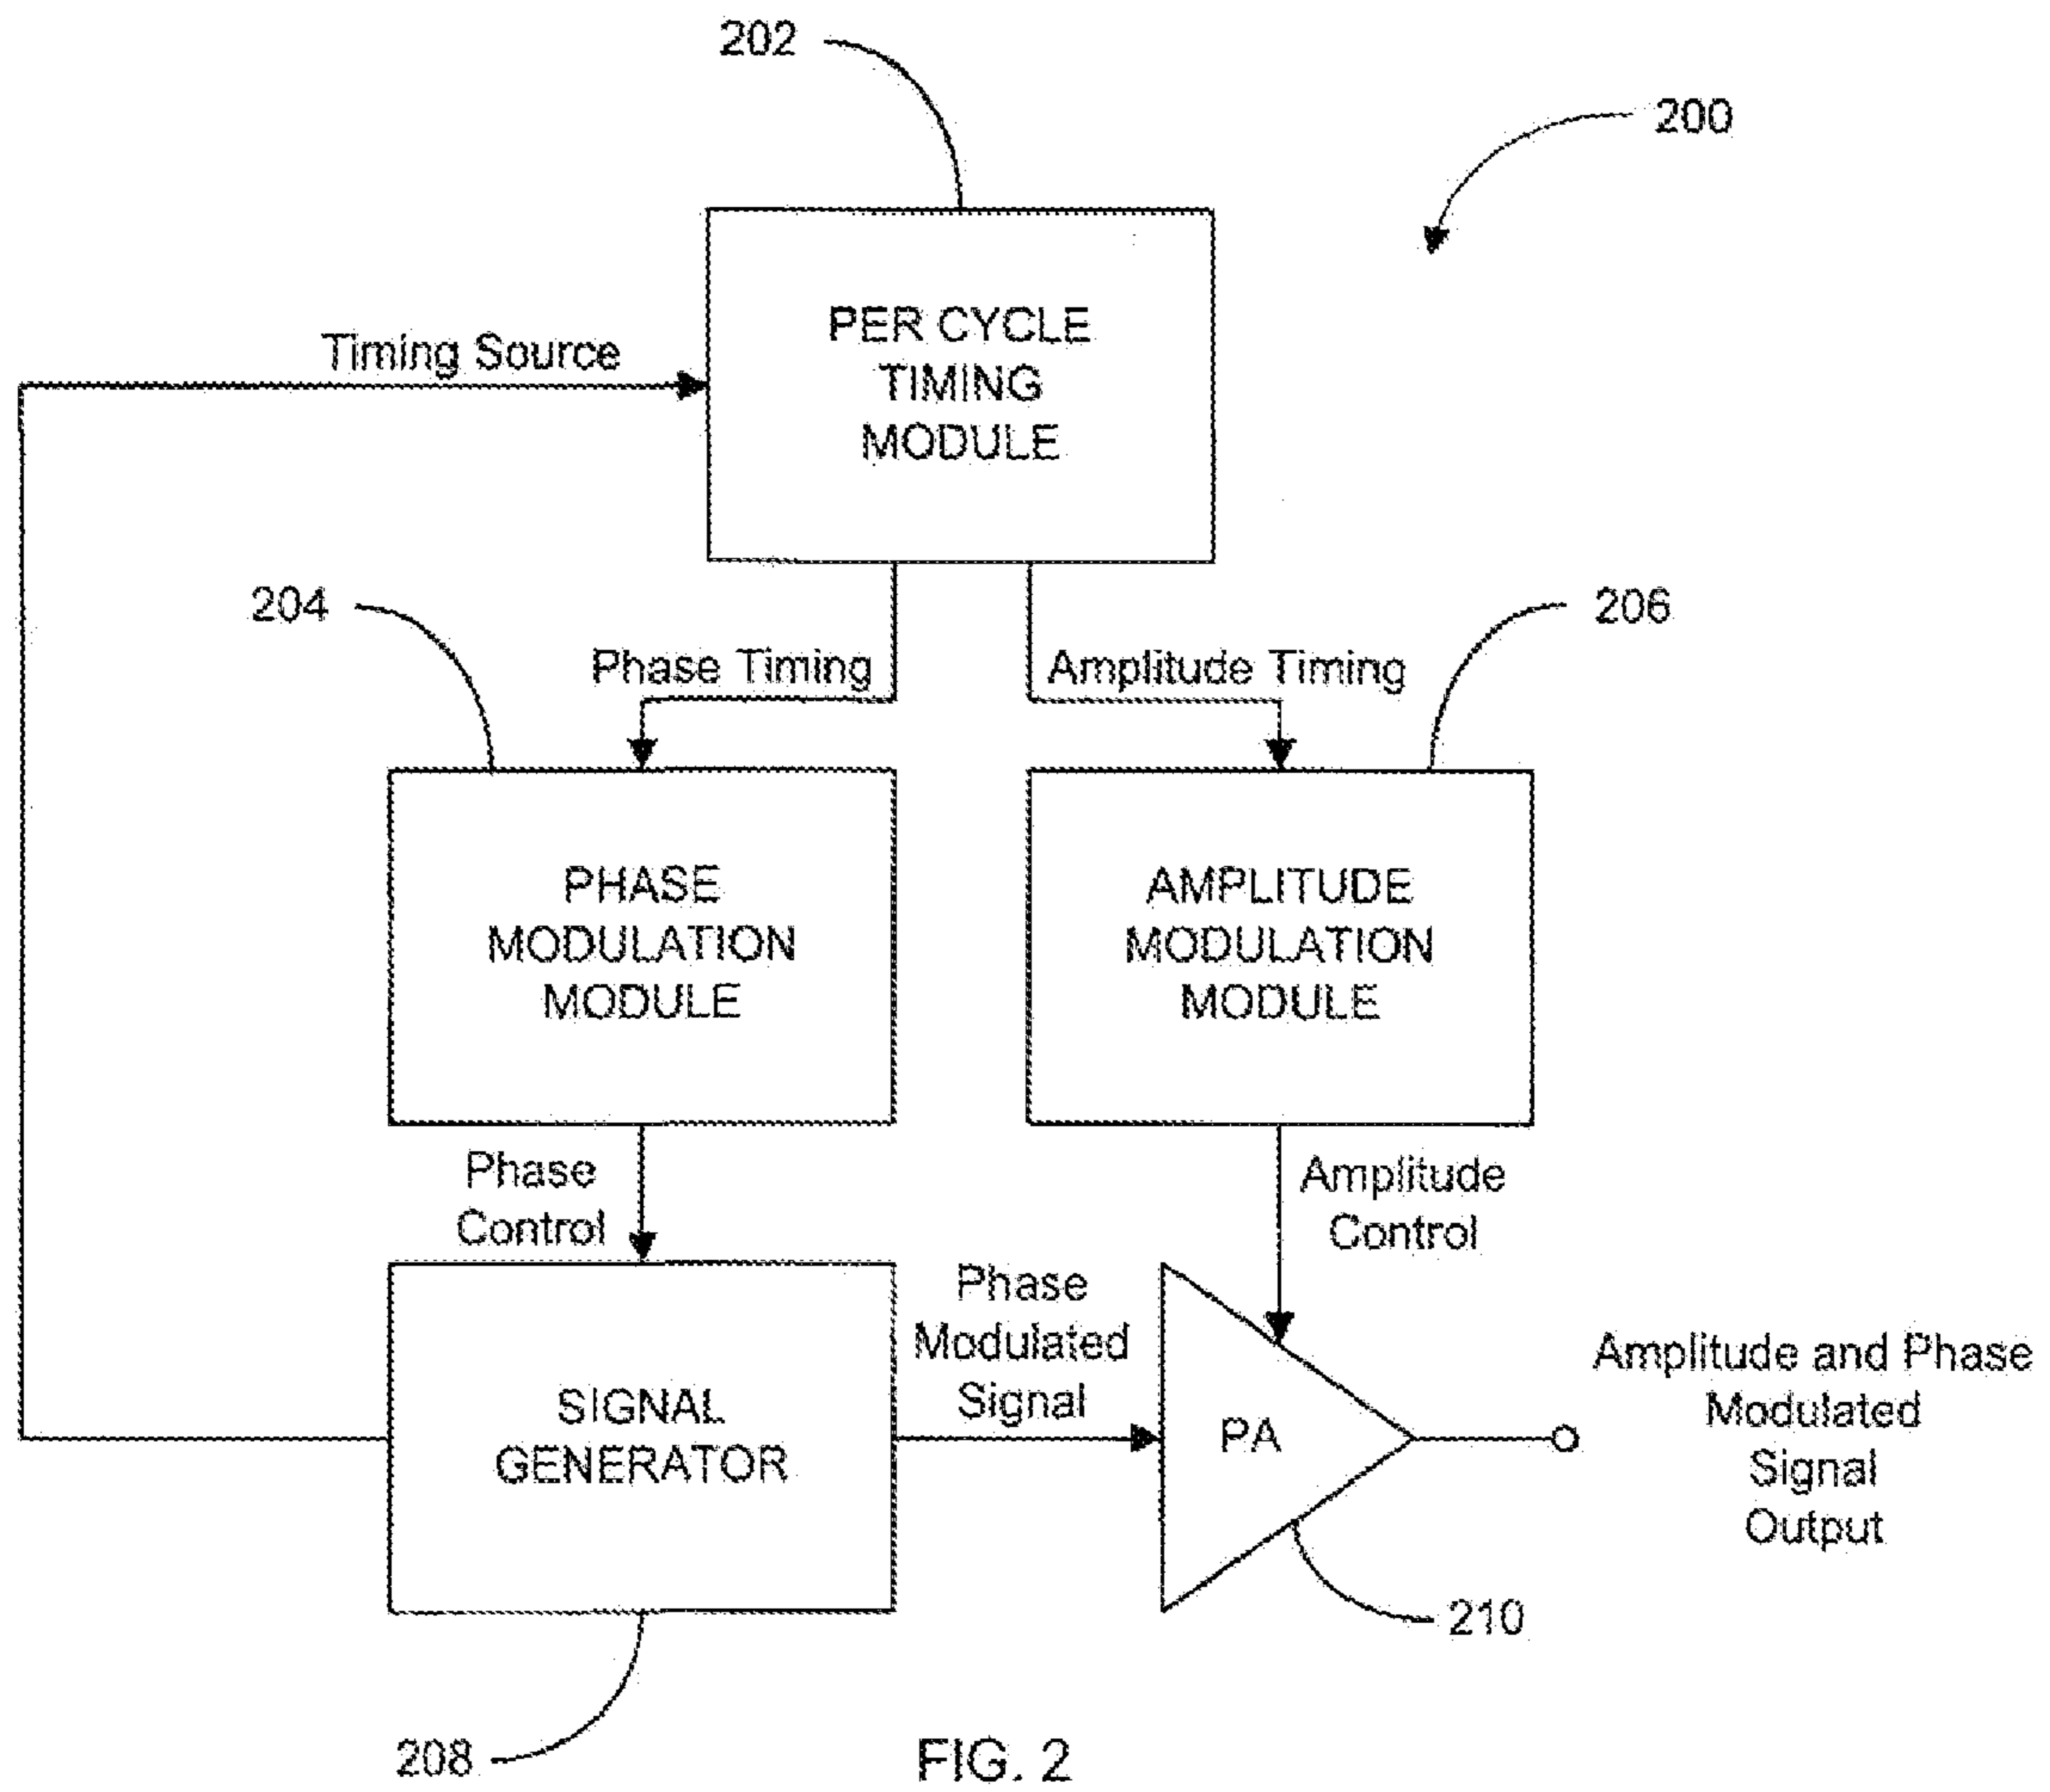 202
200
PER CYCLE
TIMING
MODULE
Timing Source
204
206
Phase Timing
Amplitude Timing
PHASE
MODULATION
MODULE
AMPLITUDE
MODULATION
MODULE
Phase
Control
Amplitude
Control
SIGNAL
GENERATOR
Phase
Modulated
Signal
PA
Amplitude and Phase
Modulated
Signal
Output
210
208
FIG. 2